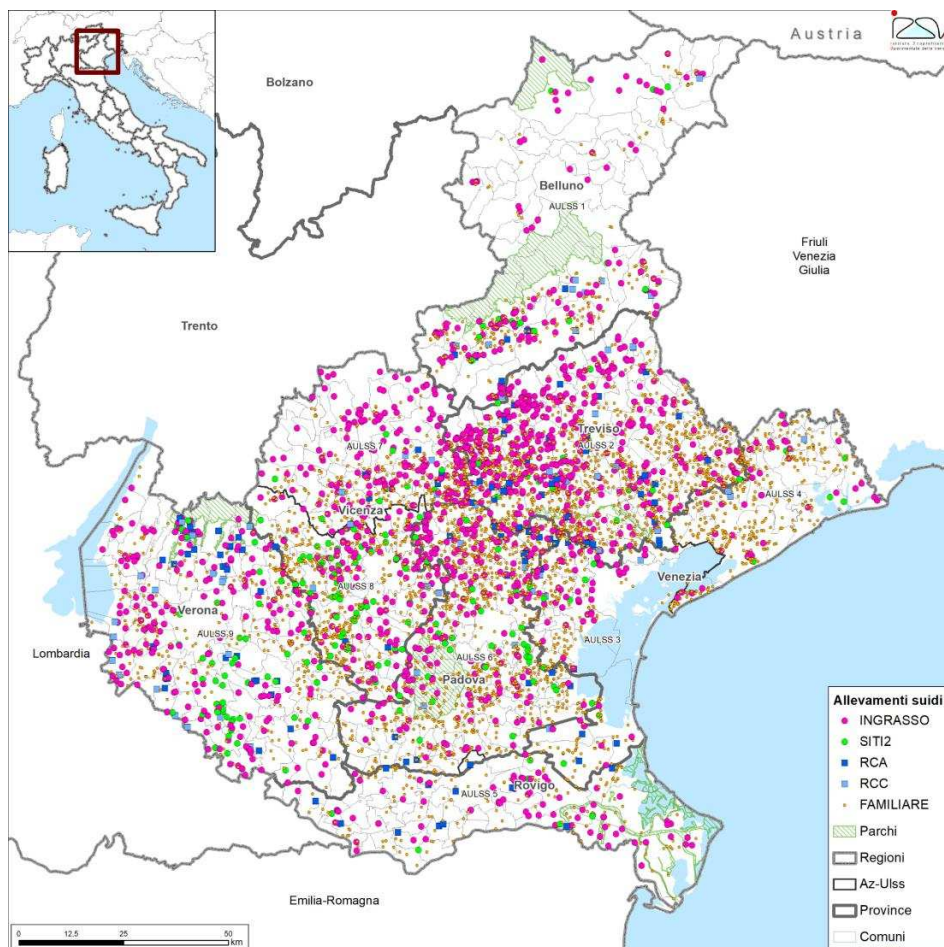 Austria
Bolzano
Belluno
AULSS 1
Friuli
Venezia
Giulia
Trento
Treviso
AULSS 2
AULSS 7
AULSS 4
Vicenza
Venezia
AULSS 8
Verona
AULSS 9
AULSS 3
Lombardia
AULSS 6
Padova
Allevamenti suidi
INGRASSO
SITI2
RCA
RCC
FAMILIARE
Parchi
Regioni
Az-Ulss
Province
Comuni
Rovigo
AULSS 5
Emilia-Romagna
0 12,5 25 50
km